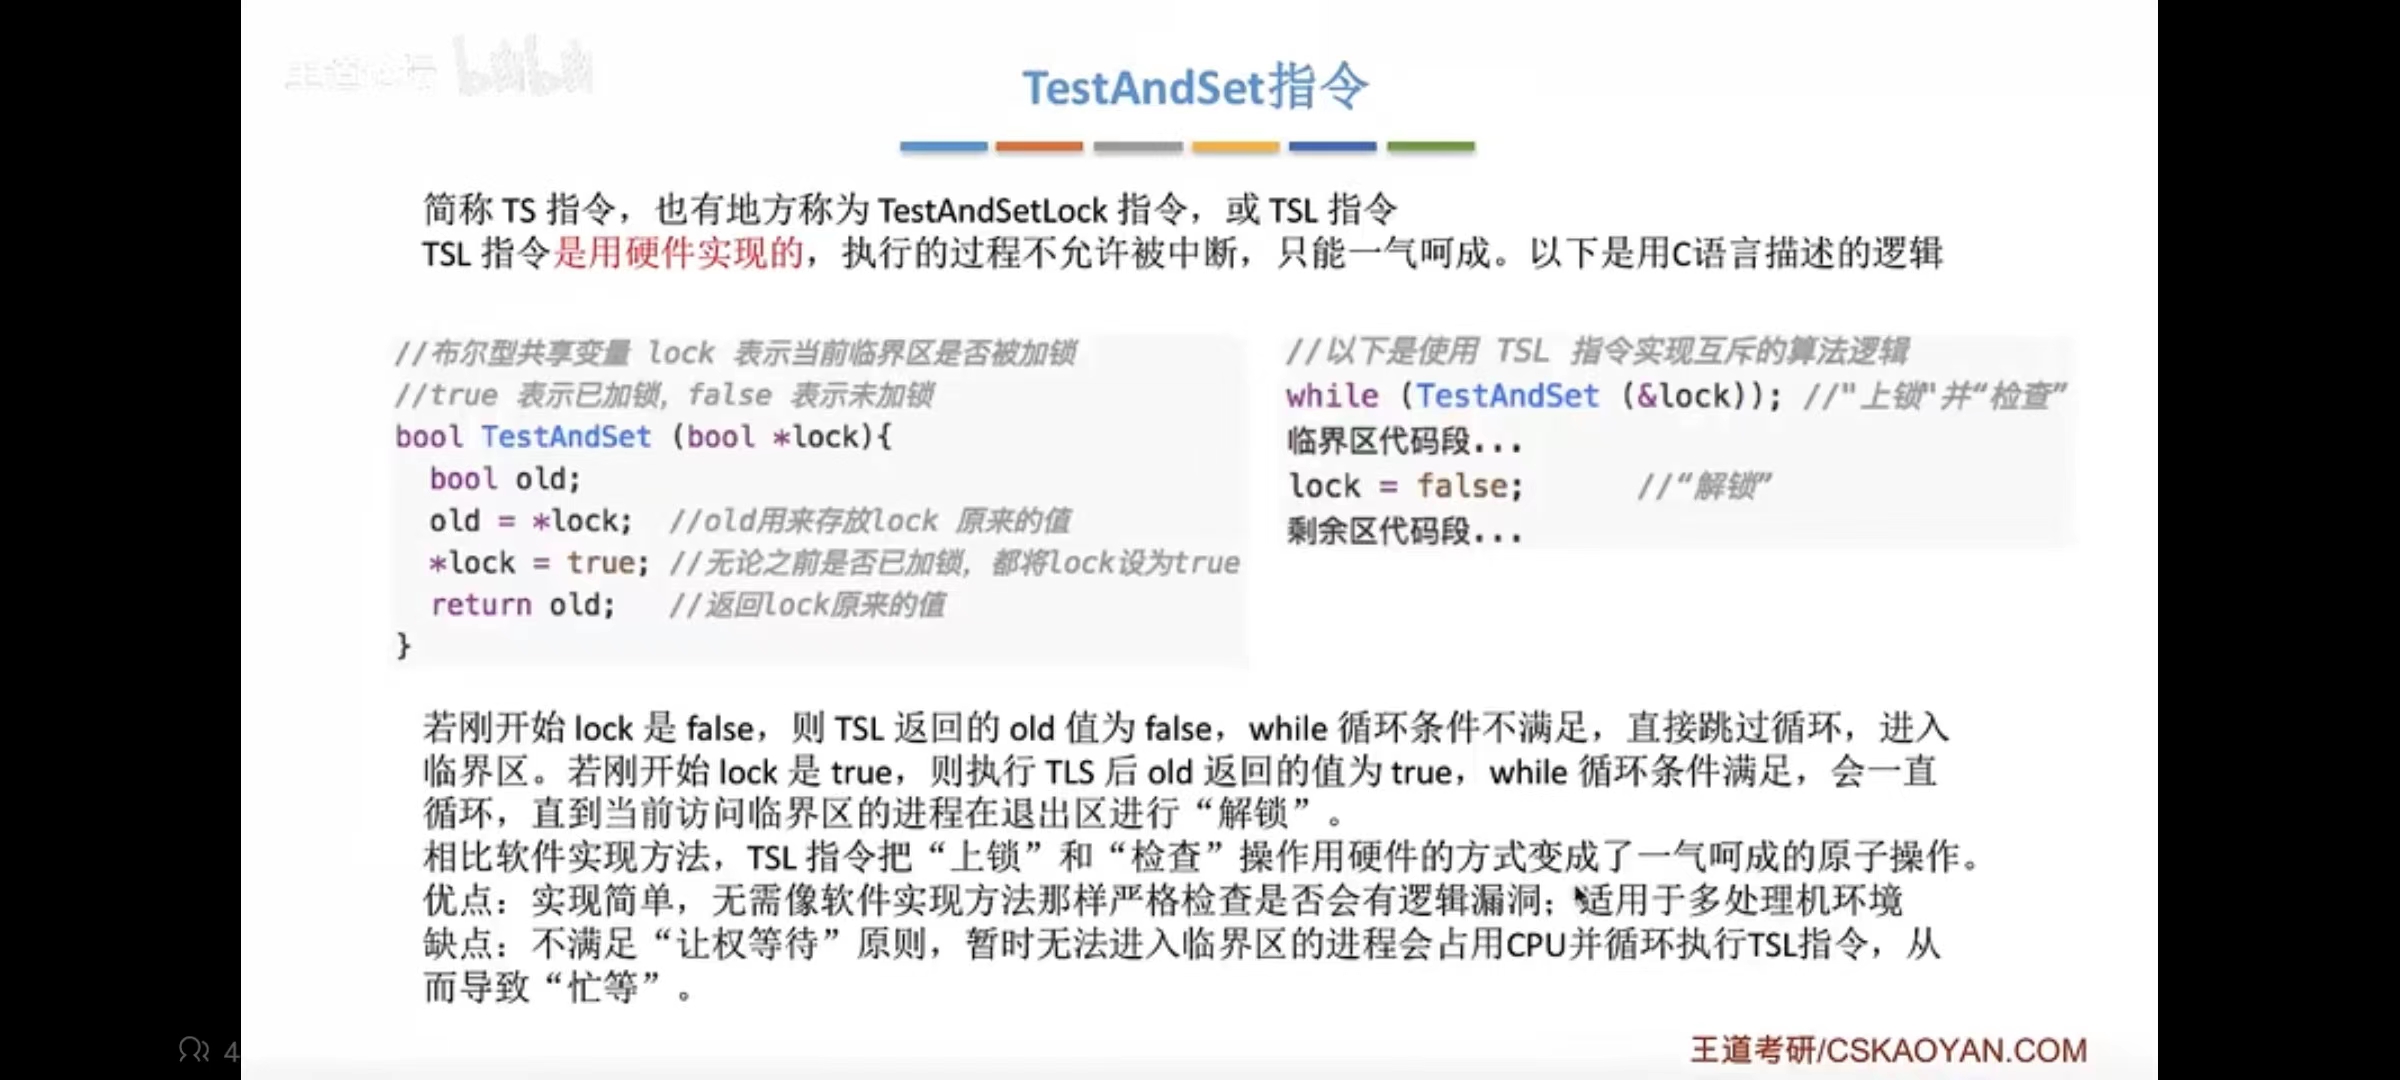 王道论坛 bilibili
TestAndSet指令
简称 TS 指令，也有地方称为 TestAndSetLock 指令，或 TSL 指令
TSL 指令是用硬件实现的，执行的过程不允许被中断，只能一气呵成。以下是用C语言描述的逻辑
//布尔型共享变量 lock 表示当前临界区是否被加锁
//true 表示已加锁，false 表示未加锁
bool TestAndSet (bool *lock){
bool old;
old = *lock; //old用来存放lock 原来的值
*lock = true; //无论之前是否已加锁，都将lock设为true
return old; //返回lock原来的值
}
//以下是使用 TSL 指令实现互斥的算法逻辑
while (TestAndSet (&lock)); //"上锁"并“检查”
临界区代码段...
lock = false; //“解锁”
剩余区代码段...
若刚开始 lock 是 false，则 TSL 返回的 old 值为 false，while 循环条件不满足，直接跳过循环，进入
临界区。若刚开始 lock 是 true，则执行 TLS 后 old 返回的值为 true，while 循环条件满足，会一直
循环，直到当前访问临界区的进程在退出区进行“解锁”。
相比软件实现方法，TSL 指令把“上锁”和“检查”操作用硬件的方式变成了一气呵成的原子操作。
优点：实现简单，无需像软件实现方法那样严格检查是否会有逻辑漏洞；适用于多处理机环境
缺点：不满足“让权等待”原则，暂时无法进入临界区的进程会占用CPU并循环执行TSL指令，从
而导致“忙等”。
4
王道考研/CSKAOYAN.COM